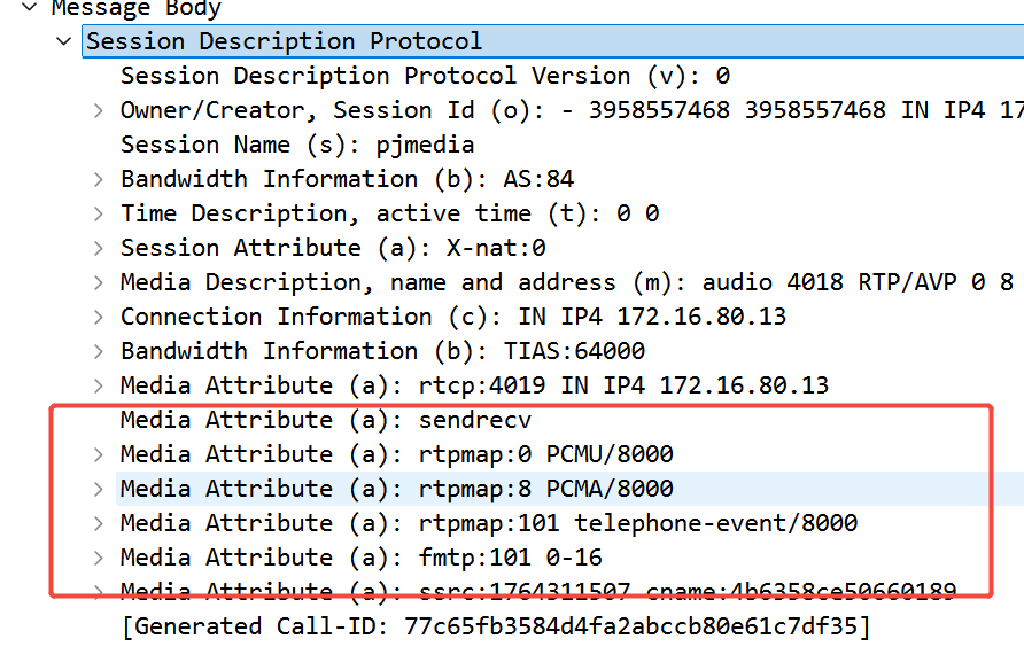 Message Body
Session Description Protocol
Session Description Protocol Version (v): 0
Owner/Creator, Session Id (o): - 3958557468 3958557468 IN IP4 17
Session Name (s): pjmedia
Bandwidth Information (b): AS:84
Time Description, active time (t): 0 0
Session Attribute (a): X-nat:0
Media Description, name and address (m): audio 4018 RTP/AVP 0 8
Connection Information (c): IN IP4 172.16.80.13
Bandwidth Information (b): TIAS:64000
Media Attribute (a): rtcp:4019 IN IP4 172.16.80.13
Media Attribute (a): sendrecv
Media Attribute (a): rtpmap:0 PCMU/8000
Media Attribute (a): rtpmap:8 PCMA/8000
Media Attribute (a): rtpmap:101 telephone-event/8000
Media Attribute (a): fmtp:101 0-16
Media Attribute (a): ssrc:1764311507 cname:4b6358ce50660189
[Generated Call-ID: 77c65fb3584d4fa2abccb80e61c7df35]